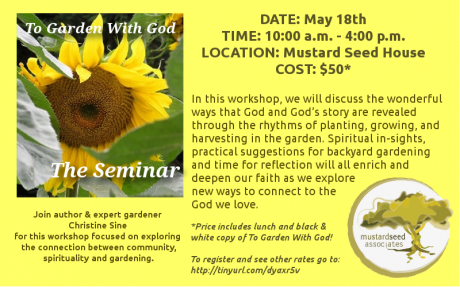 To Garden With God
The Seminar
Join author & expert gardener
Christine Sine
for this workshop focused on exploring
the connection between community,
spirituality and gardening.
DATE: May 18th
TIME: 10:00 a.m. - 4:00 p.m.
LOCATION: Mustard Seed House
COST: $50*
In this workshop, we will discuss the wonderful
ways that God and God's story are revealed
through the rhythms of planting, growing, and
harvesting in the garden. Spiritual in-sights,
practical suggestions for backyard gardening
and time for reflection will all enrich and
deepen our faith as we explore
new ways to connect to the
God we love.
*Price includes lunch and black &
white copy of To Garden With God!
To register and see other rates go to:
http://tinyurl.com/dyaxr5v
mustardseed
associates